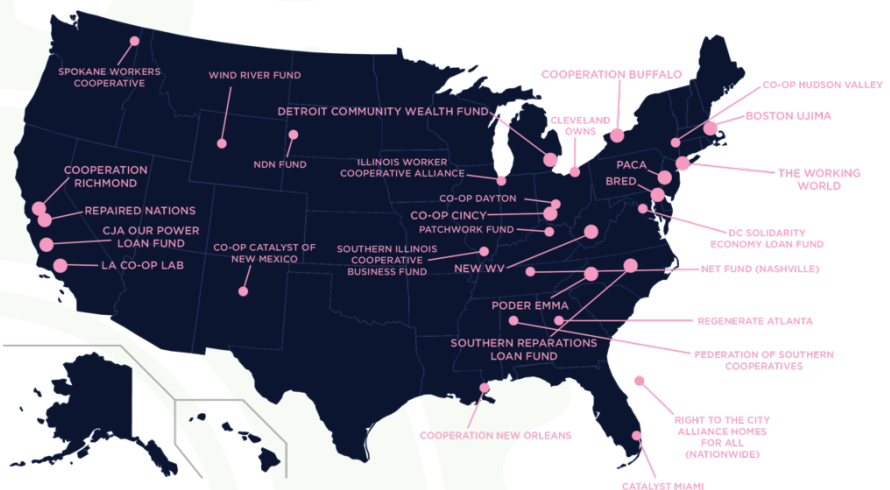 COOPERATION BUFFALO
SPOKANE WORKERS
COOPERATIVE
WIND RIVER FUND
CO-OP HUDSON VALLEY
DETROIT COMMUNITY WEALTH FUND
CLEVELAND
OWNS
BOSTON UJIMA
NDN FUND
ILLINOIS WORKER
COOPERATIVE ALLIANCE
PACA
BRED
THE WORKING
WORLD
COOPERATION
RICHMOND
REPAIRED NATIONS
CJA OUR POWER
LOAN FUND
LA CO-OP LAB
CO-OP DAYTON
CO-OP CINCY
PATCHWORK FUND
DC SOLIDARITY
ECONOMY LOAN FUND
CO-OP CATALYST OF
NEW MEXICO
SOUTHERN ILLINOIS
COOPERATIVE
BUSINESS FUND
NEW WV
NET FUND (NASHVILLE)
PODER EMMA
REGENERATE ATLANTA
SOUTHERN REPARATIONS
LOAN FUND
FEDERATION OF SOUTHERN
COOPERATIVES
COOPERATION NEW ORLEANS
RIGHT TO THE CITY
ALLIANCE HOMES
FOR ALL
(NATIONWIDE)
CATALYST MIAMI